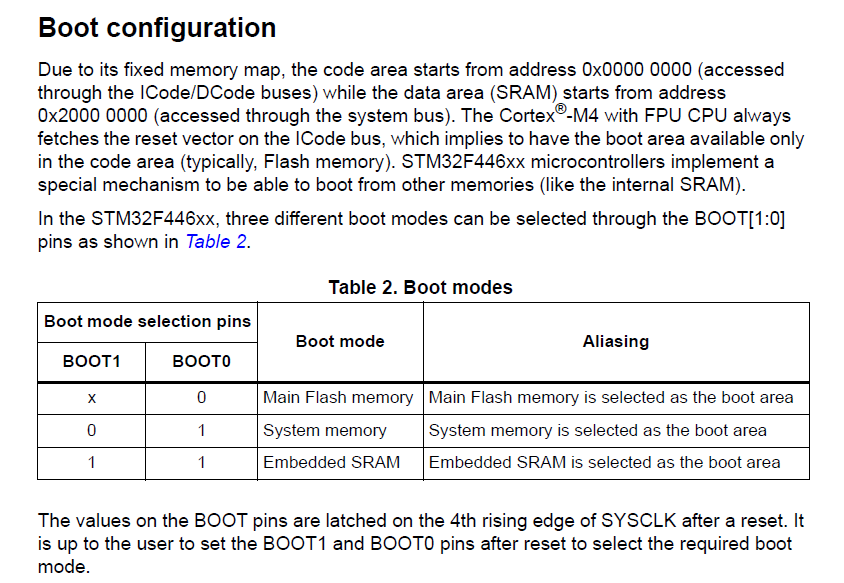 Boot configuration
Due to its fixed memory map, the code area starts from address 0x0000 0000 (accessed
through the ICode/DCode buses) while the data area (SRAM) starts from address
0x2000 0000 (accessed through the system bus). The Cortex®-M4 with FPU CPU always
fetches the reset vector on the ICode bus, which implies to have the boot area available only
in the code area (typically, Flash memory). STM32F446xx microcontrollers implement a
special mechanism to be able to boot from other memories (like the internal SRAM).
In the STM32F446xx, three different boot modes can be selected through the BOOT[1:0]
pins as shown in Table 2.
Table 2. Boot modes
Boot mode selection pins
Boot mode
Aliasing
BOOT1 BOOT0
x 0 Main Flash memory Main Flash memory is selected as the boot area
0 1 System memory System memory is selected as the boot area
1 1 Embedded SRAM Embedded SRAM is selected as the boot area
The values on the BOOT pins are latched on the 4th rising edge of SYSCLK after a reset. It
is up to the user to set the BOOT1 and BOOT0 pins after reset to select the required boot
mode.